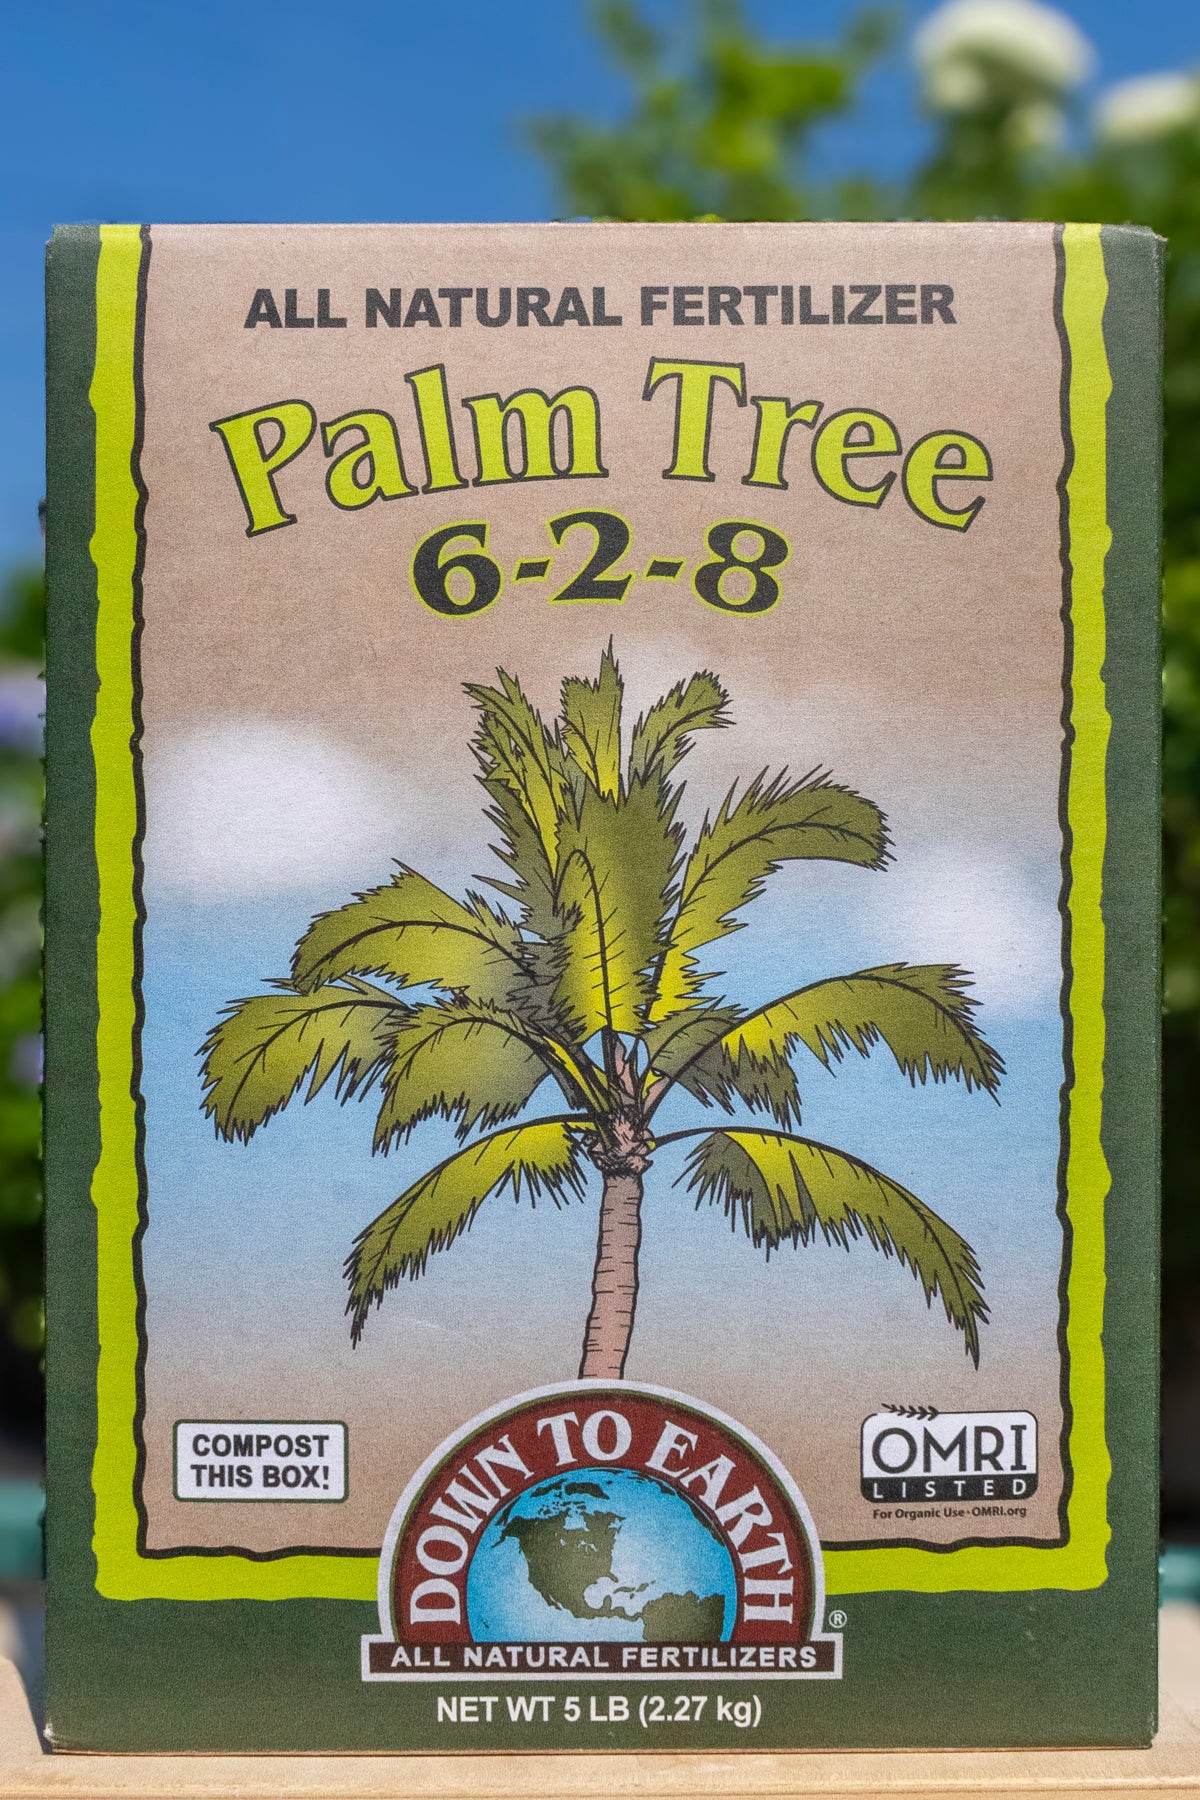 ALL NATURAL FERTILIZER
Palm Tree
6-2-8
COMPOST
THIS BOX!
DOWN TO EARTH
®
ALL NATURAL FERTILIZERS
OMRI
LISTED
For Organic Use · OMRI.org
NET WT 5 LB (2.27 kg)